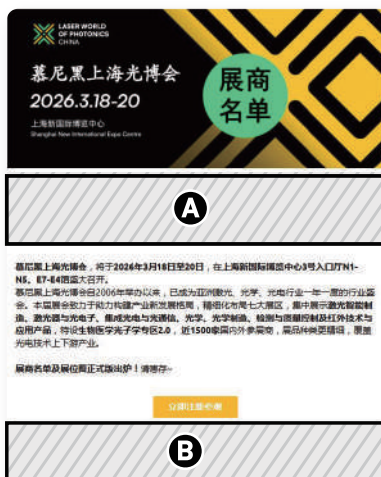 LASER WORLD
OF PHOTONICS
CHINA
慕尼黑上海光博会
2026.3.18-20
上海新国际博览中心
Shanghai New International Expo Centre
展商
名单
A
慕尼黑上海光博会，将于2026年3月18日至20日，在上海新国际博览中心3号入口厅N1-
N5、E7-E4馆盛大召开。
慕尼黑上海光博会自2006年举办以来，已成为亚洲激光、光学、光电行业一年一度的行业盛
会。本届展会致力于助力构建产业新发展格局，精细化布局七大展区，集中展示激光智能制
造、激光器与光电子、集成光电与光通信、光学、光学制造、检测与质量控制及红外技术与
应用产品，特设生物医学光子学专区2.0，近1500家国内外参展商，展品种类更精细，覆盖
光电技术上下游产业。
展商名单及展位图正式版出炉！请惠存~
立即注册参观
B